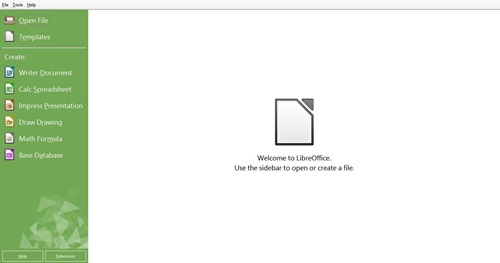 File Tools Help
Open File
Templates
Create:
Writer Document
Calc Spreadsheet
Impress Presentation
Draw Drawing
Math Formula
Base Database
Welcome to LibreOffice.
Use the sidebar to open or create a file.
Help Extensions